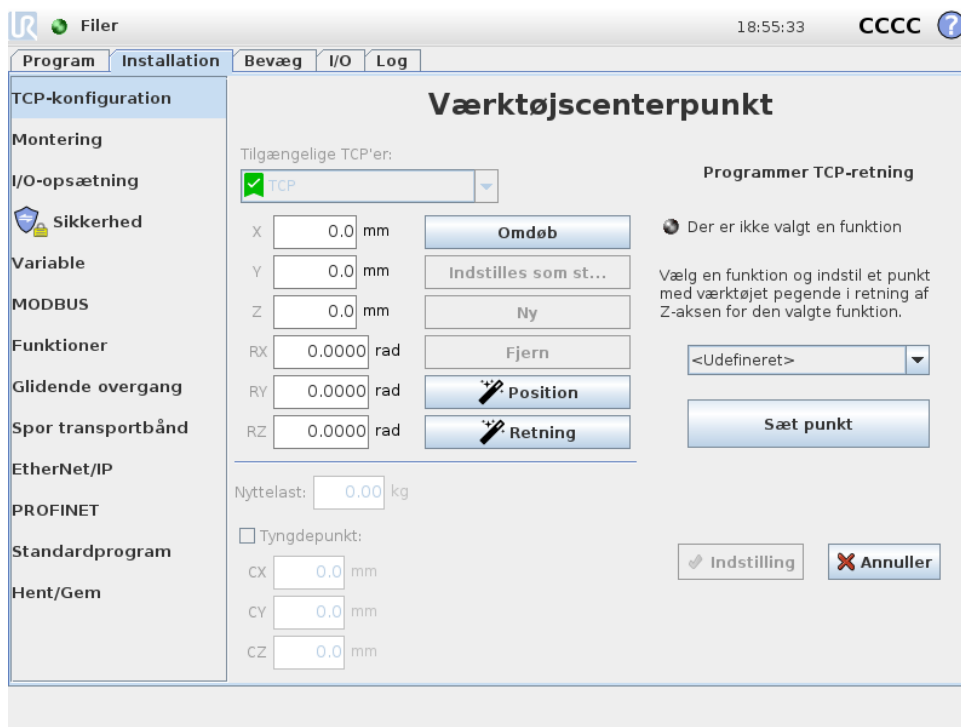 UR Filer 18:55:33 CCCC ?
Program Installation Bevæg I/O Log
TCP-konfiguration
Montering
I/O-opsætning
Sikkerhed
Variable
MODBUS
Funktioner
Glidende overgang
Spor transportbånd
EtherNet/IP
PROFINET
Standardprogram
Hent/Gem
Værktøjscenterpunkt
Tilgængelige TCP'er:
TCP
X 0.0 mm Omdøb
Y 0.0 mm Indstilles som st...
Z 0.0 mm Ny
RX 0.0000 rad Fjern
RY 0.0000 rad Position
RZ 0.0000 rad Retning
Nyttelast: 0.00 kg
Tyngdepunkt:
CX 0.0 mm
CY 0.0 mm
CZ 0.0 mm
Programmer TCP-retning
Der er ikke valgt en funktion
Vælg en funktion og indstil et punkt
med værktøjet pegende i retning af
Z-aksen for den valgte funktion.
<Udefineret>
Sæt punkt
Indstilling Annuller